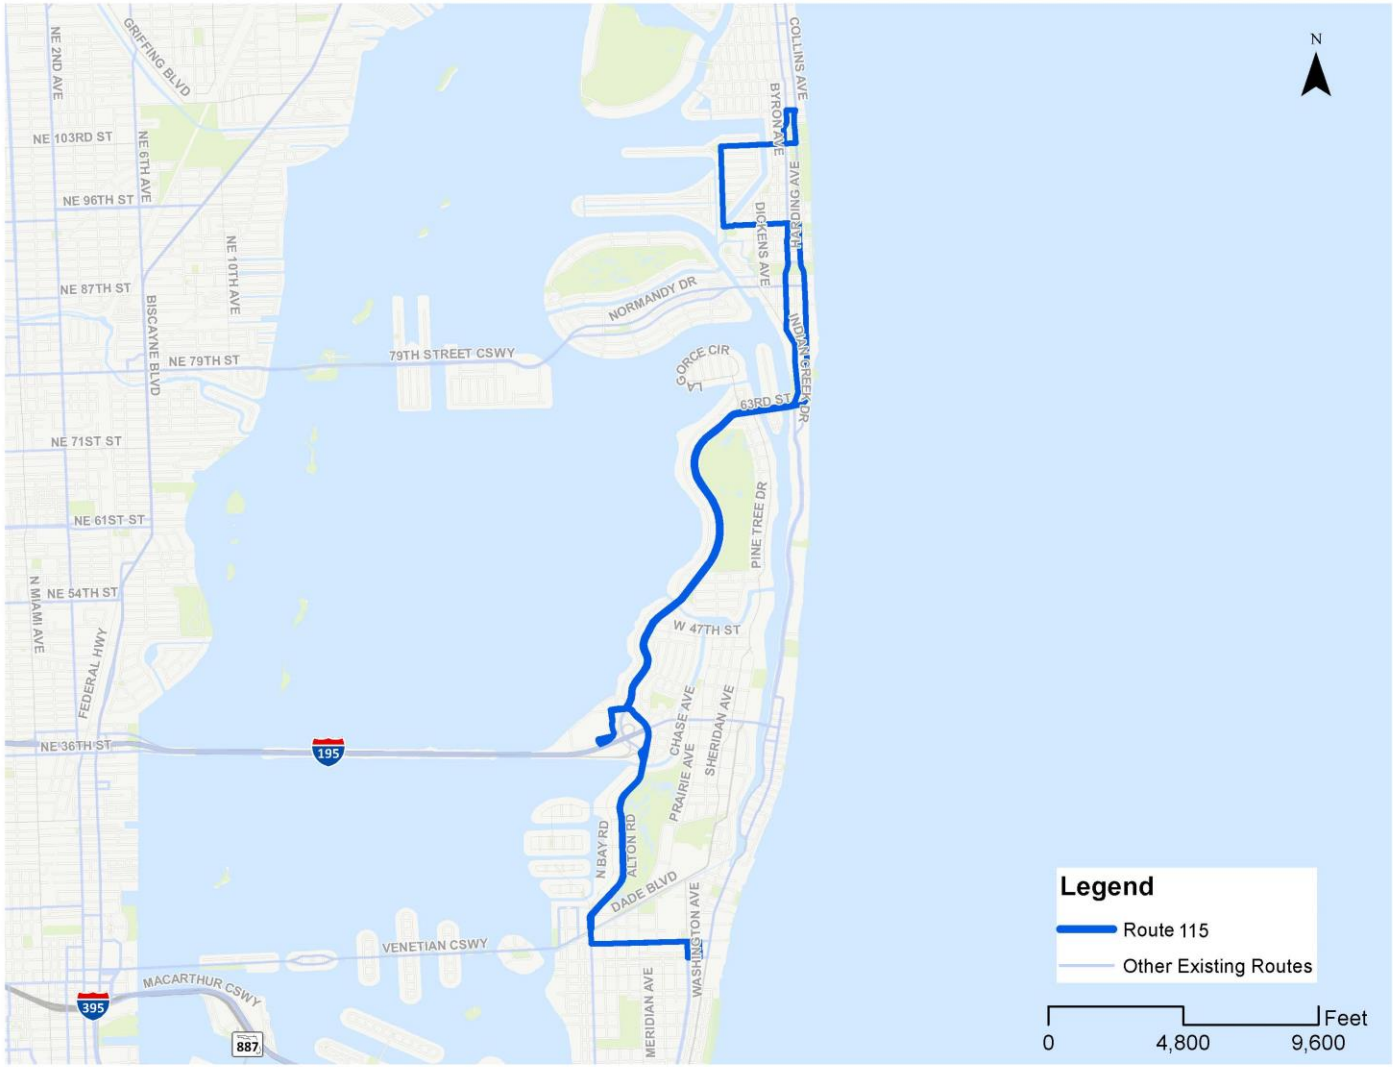 N
COLLINS AVE
GRIFFING BLVD
NE 2ND AVE
BYRON AVE
NE 103RD ST
NE 6TH AVE
HARDING AVE
NE 96TH ST
DICKENS AVE
NE 10TH AVE
NE 87TH ST
NORMANDY DR
BISCAYNE BLVD
INDIAN CREEK DR
79TH STREET CSWY
NE 79TH ST
LA GORCE CIR
63RD ST
NE 71ST ST
PINE TREE DR
NE 61ST ST
N MIAMI AVE
NE 54TH ST
W 47TH ST
FEDERAL HWY
CHASE AVE
SHERIDAN AVE
NE 36TH ST
195
PRAIRIE AVE
N BAY RD
ALTON RD
DADE BLVD
WASHINGTON AVE
VENETIAN CSWY
MACARTHUR CSWY
MERIDIAN AVE
395
887
Legend
Route 115
Other Existing Routes
Feet
0 4,800 9,600